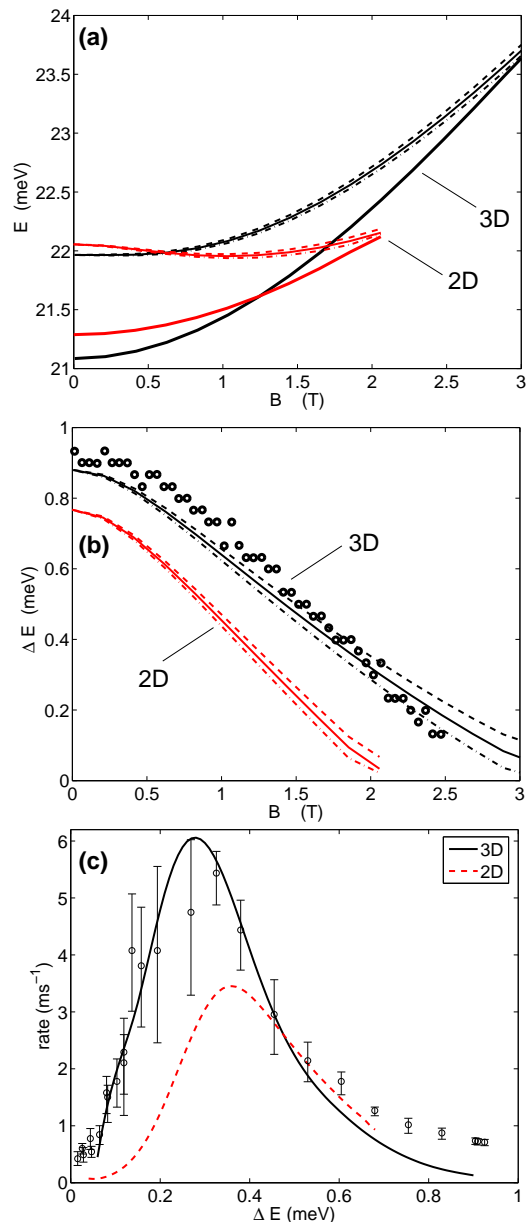 (a)
24
23.5
23
22.5
22
21.5
21
E (meV)
3D
2D
0 0.5 1 1.5 2 2.5 3
B (T)
(b)
1
0.8
0.6
0.4
0.2
0
Δ E (meV)
3D
2D
0 0.5 1 1.5 2 2.5 3
B (T)
(c)
6
5
4
3
2
1
0
rate (ms⁻¹)
3D
2D
0 0.2 0.4 0.6 0.8 1
Δ E (meV)